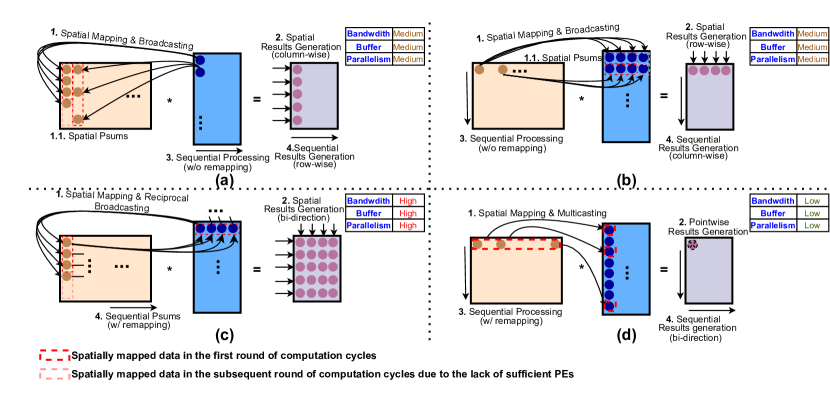 1. Spatial Mapping & Broadcasting
2. Spatial
Results Generation
(column-wise)
Bandwdith Medium
Buffer Medium
Parallelism Medium
...
*
=
1.1. Spatial Psums
3. Sequential Processing
(w/o remapping)
4.Sequential
Results Generation
(row-wise)
(a)
1. Spatial Mapping & Broadcasting
1.1. Spatial Psums
2. Spatial
Results Generation
(row-wise)
Bandwdith Medium
Buffer Medium
Parallelism Medium
...
*
=
3. Sequential Processing
(w/o remapping)
4. Sequential
Results Generation
(column-wise)
(b)
1. Spatial Mapping & Reciprocal
Broadcasting
2. Spatial
Results Generation
(bi-direction)
Bandwdith High
Buffer High
Parallelism High
...
*
=
4. Sequential Psums
(w/ remapping)
(c)
1. Spatial Mapping & Multicasting
2. Pointwise
Results Generation
Bandwdith Low
Buffer Low
Parallelism Low
*
=
3. Sequential Processing
(w/ remapping)
4. Sequential
Results generation
(bi-direction)
(d)
Spatially mapped data in the first round of computation cycles
Spatially mapped data in the subsequent round of computation cycles due to the lack of sufficient PEs